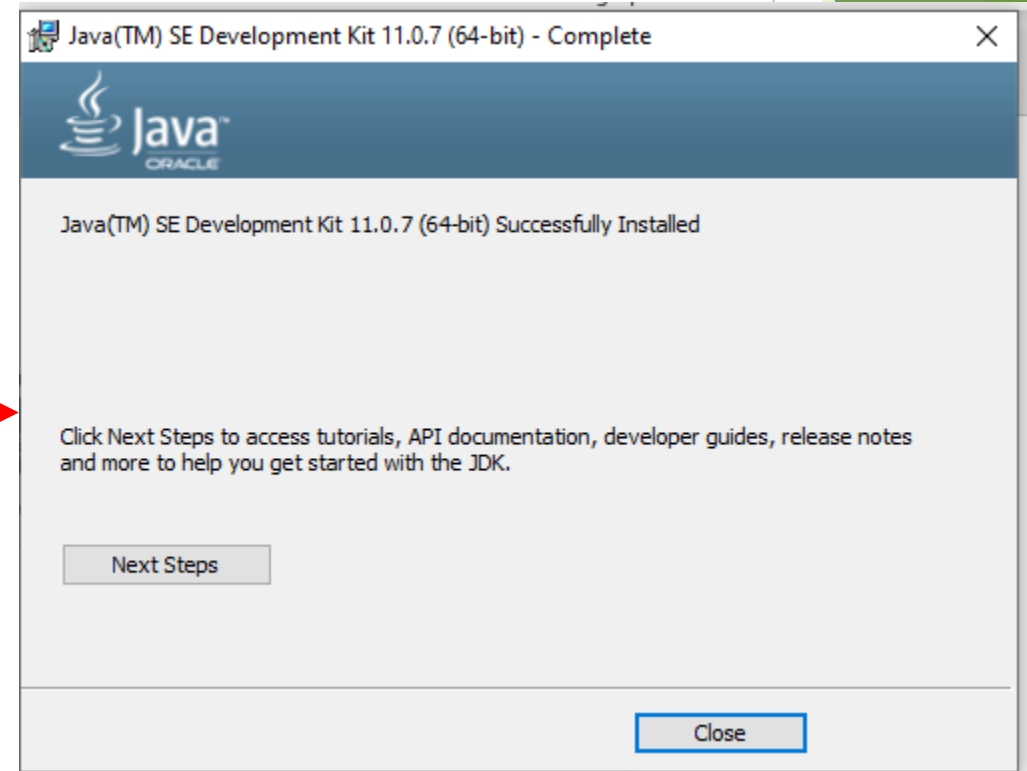 Java(TM) SE Development Kit 11.0.7 (64-bit) - Complete
Java™
ORACLE
Java(TM) SE Development Kit 11.0.7 (64-bit) Successfully Installed
Click Next Steps to access tutorials, API documentation, developer guides, release notes
and more to help you get started with the JDK.
Next Steps
Close